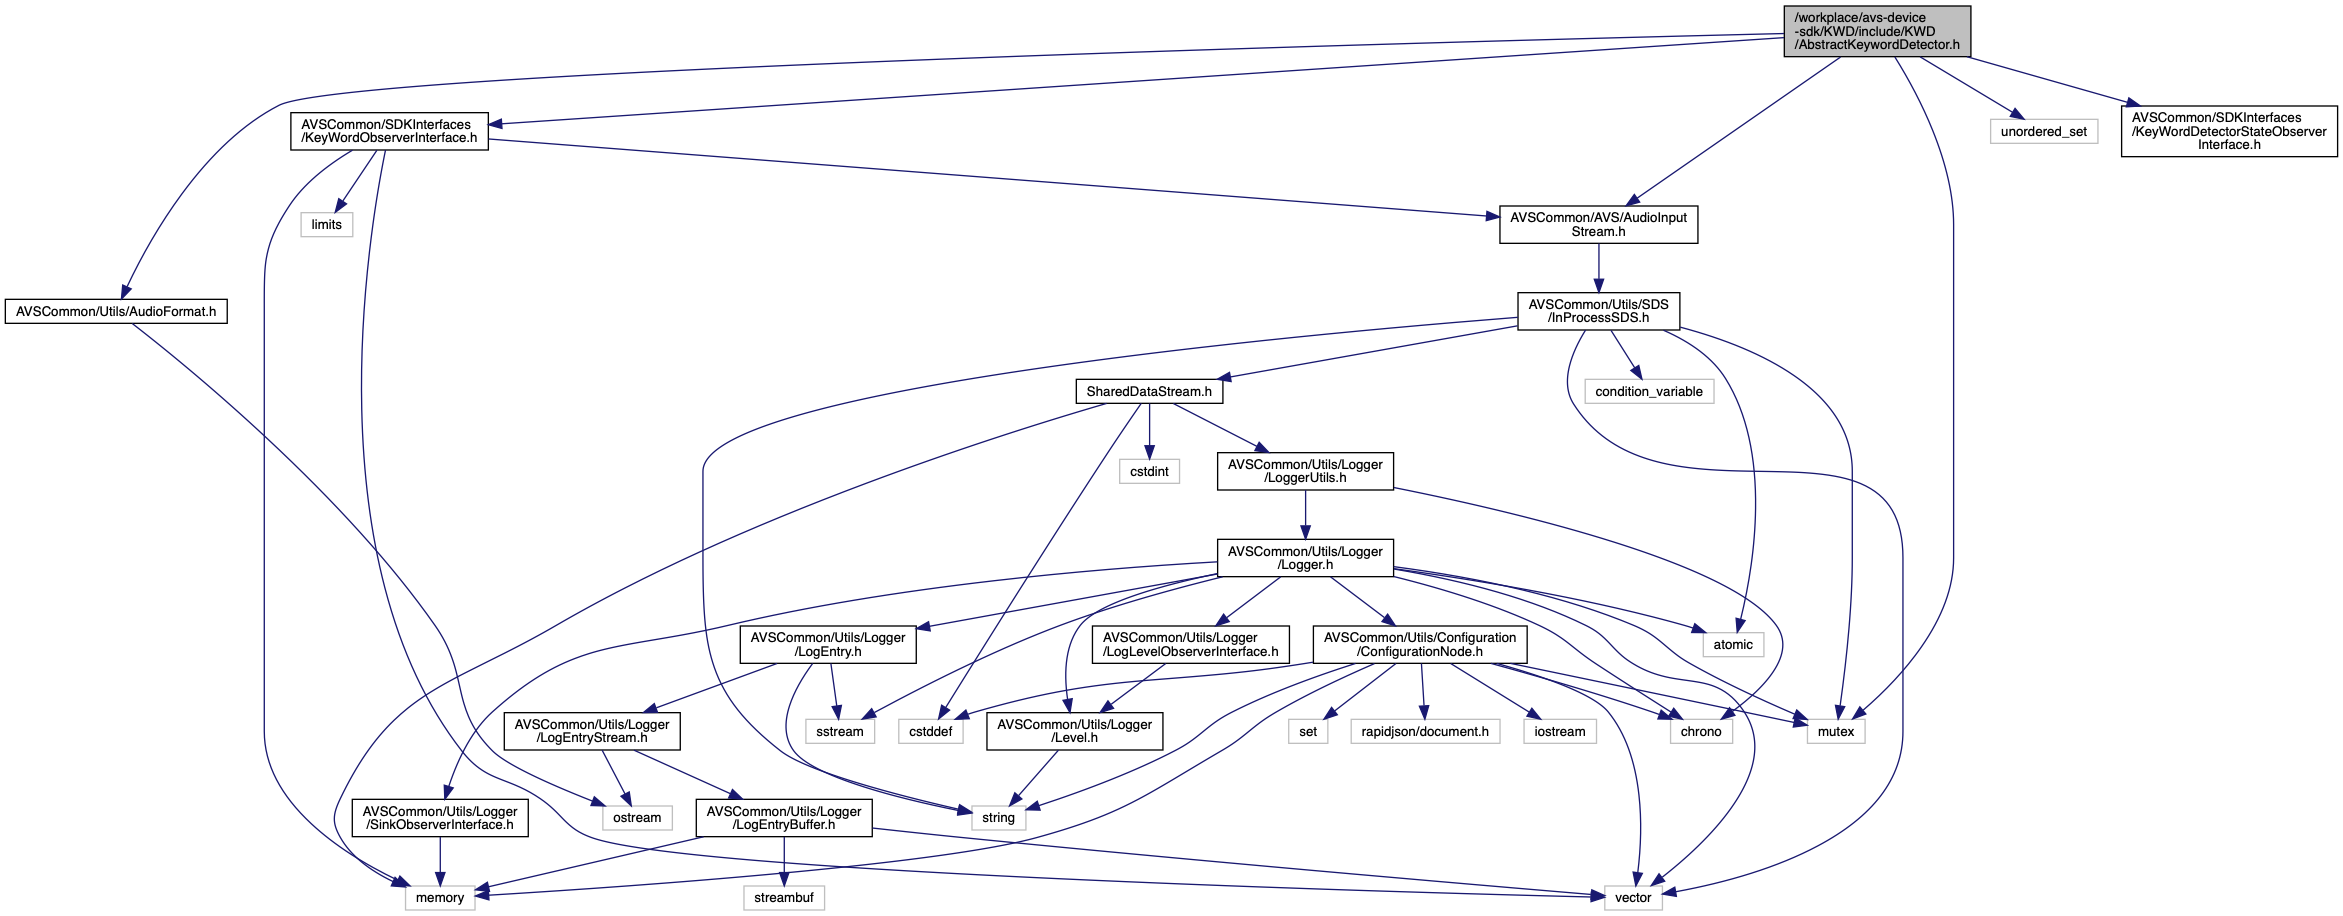 /workplace/avs-device
-sdk/KWD/include/KWD
/AbstractKeywordDetector.h
AVSCommon/SDKInterfaces
/KeyWordObserverInterface.h
unordered_set
AVSCommon/SDKInterfaces
/KeyWordDetectorStateObserver
Interface.h
limits
AVSCommon/AVS/AudioInput
Stream.h
AVSCommon/Utils/AudioFormat.h
AVSCommon/Utils/SDS
/InProcessSDS.h
SharedDataStream.h
condition_variable
cstdint
AVSCommon/Utils/Logger
/LoggerUtils.h
AVSCommon/Utils/Logger
/Logger.h
AVSCommon/Utils/Logger
/LogEntry.h
AVSCommon/Utils/Logger
/LogLevelObserverInterface.h
AVSCommon/Utils/Configuration
/ConfigurationNode.h
atomic
AVSCommon/Utils/Logger
/LogEntryStream.h
sstream
cstddef
AVSCommon/Utils/Logger
/Level.h
set
rapidjson/document.h
iostream
chrono
mutex
AVSCommon/Utils/Logger
/SinkObserverInterface.h
ostream
AVSCommon/Utils/Logger
/LogEntryBuffer.h
string
memory
streambuf
vector